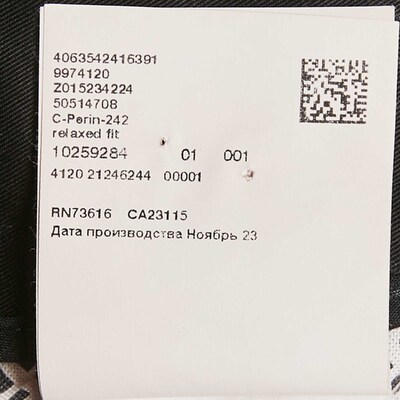 4063542416391
9974120
Z015234224
50514708
C-Perin-242
relaxed fit
10259284 01 001
4120 21246244 00001
RN73616 CA23115
Дата производства Ноябрь 23